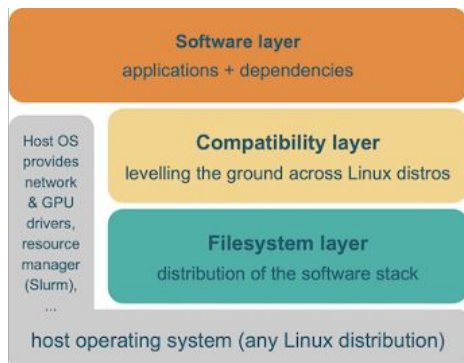 Software layer
applications + dependencies
Host OS
provides
network
& GPU
drivers,
resource
manager
(Slurm),
...
Compatibility layer
levelling the ground across Linux distros
Filesystem layer
distribution of the software stack
host operating system (any Linux distribution)